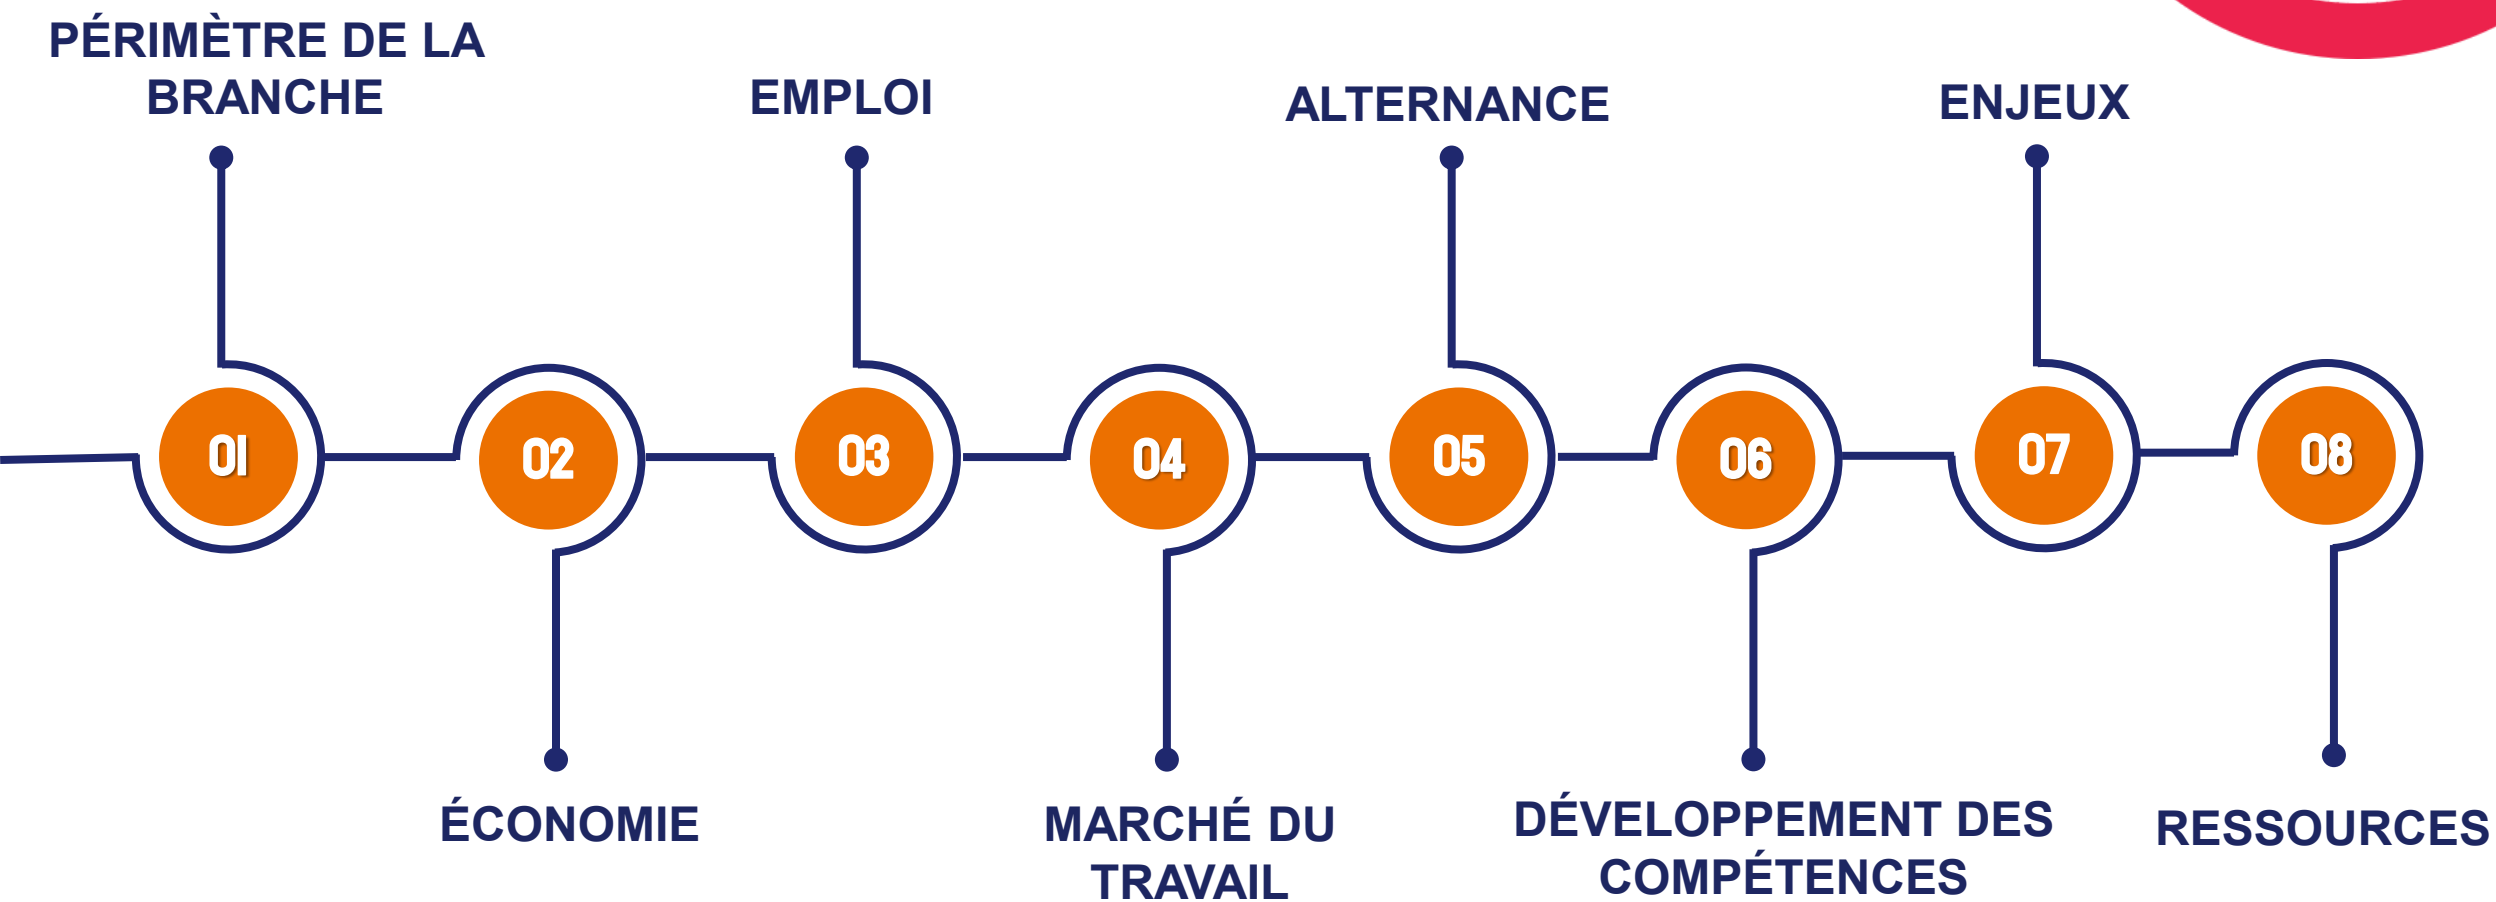 PÉRIMÈTRE DE LA
BRANCHE
EMPLOI
ALTERNANCE
ENJEUX
01
02
03
04
05
06
07
08
ÉCONOMIE
MARCHÉ DU
TRAVAIL
DÉVELOPPEMENT DES
COMPÉTENCES
RESSOURCES